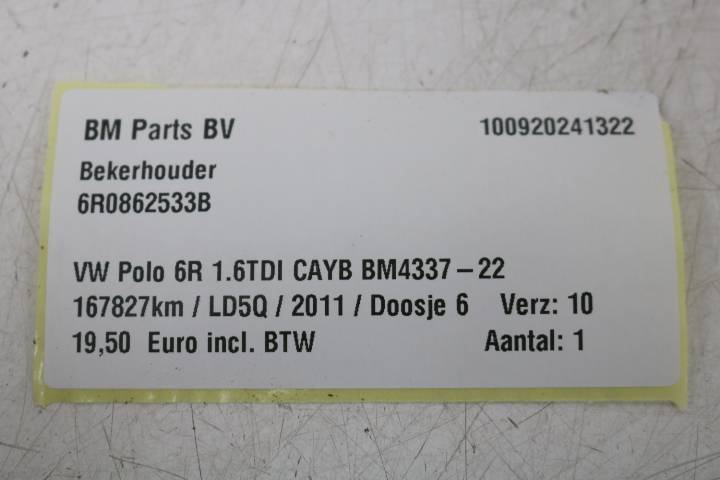 BM Parts BV 100920241322
Bekerhouder
6R0862533B
VW Polo 6R 1.6TDI CAYB BM4337-22
167827km / LD5Q / 2011 / Doosje 6 Verz: 10
19,50 Euro incl. BTW Aantal: 1